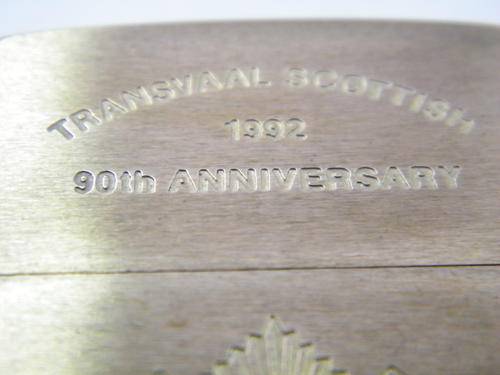 TRANSVAAL SCOTTISH
1992
90th ANNIVERSARY